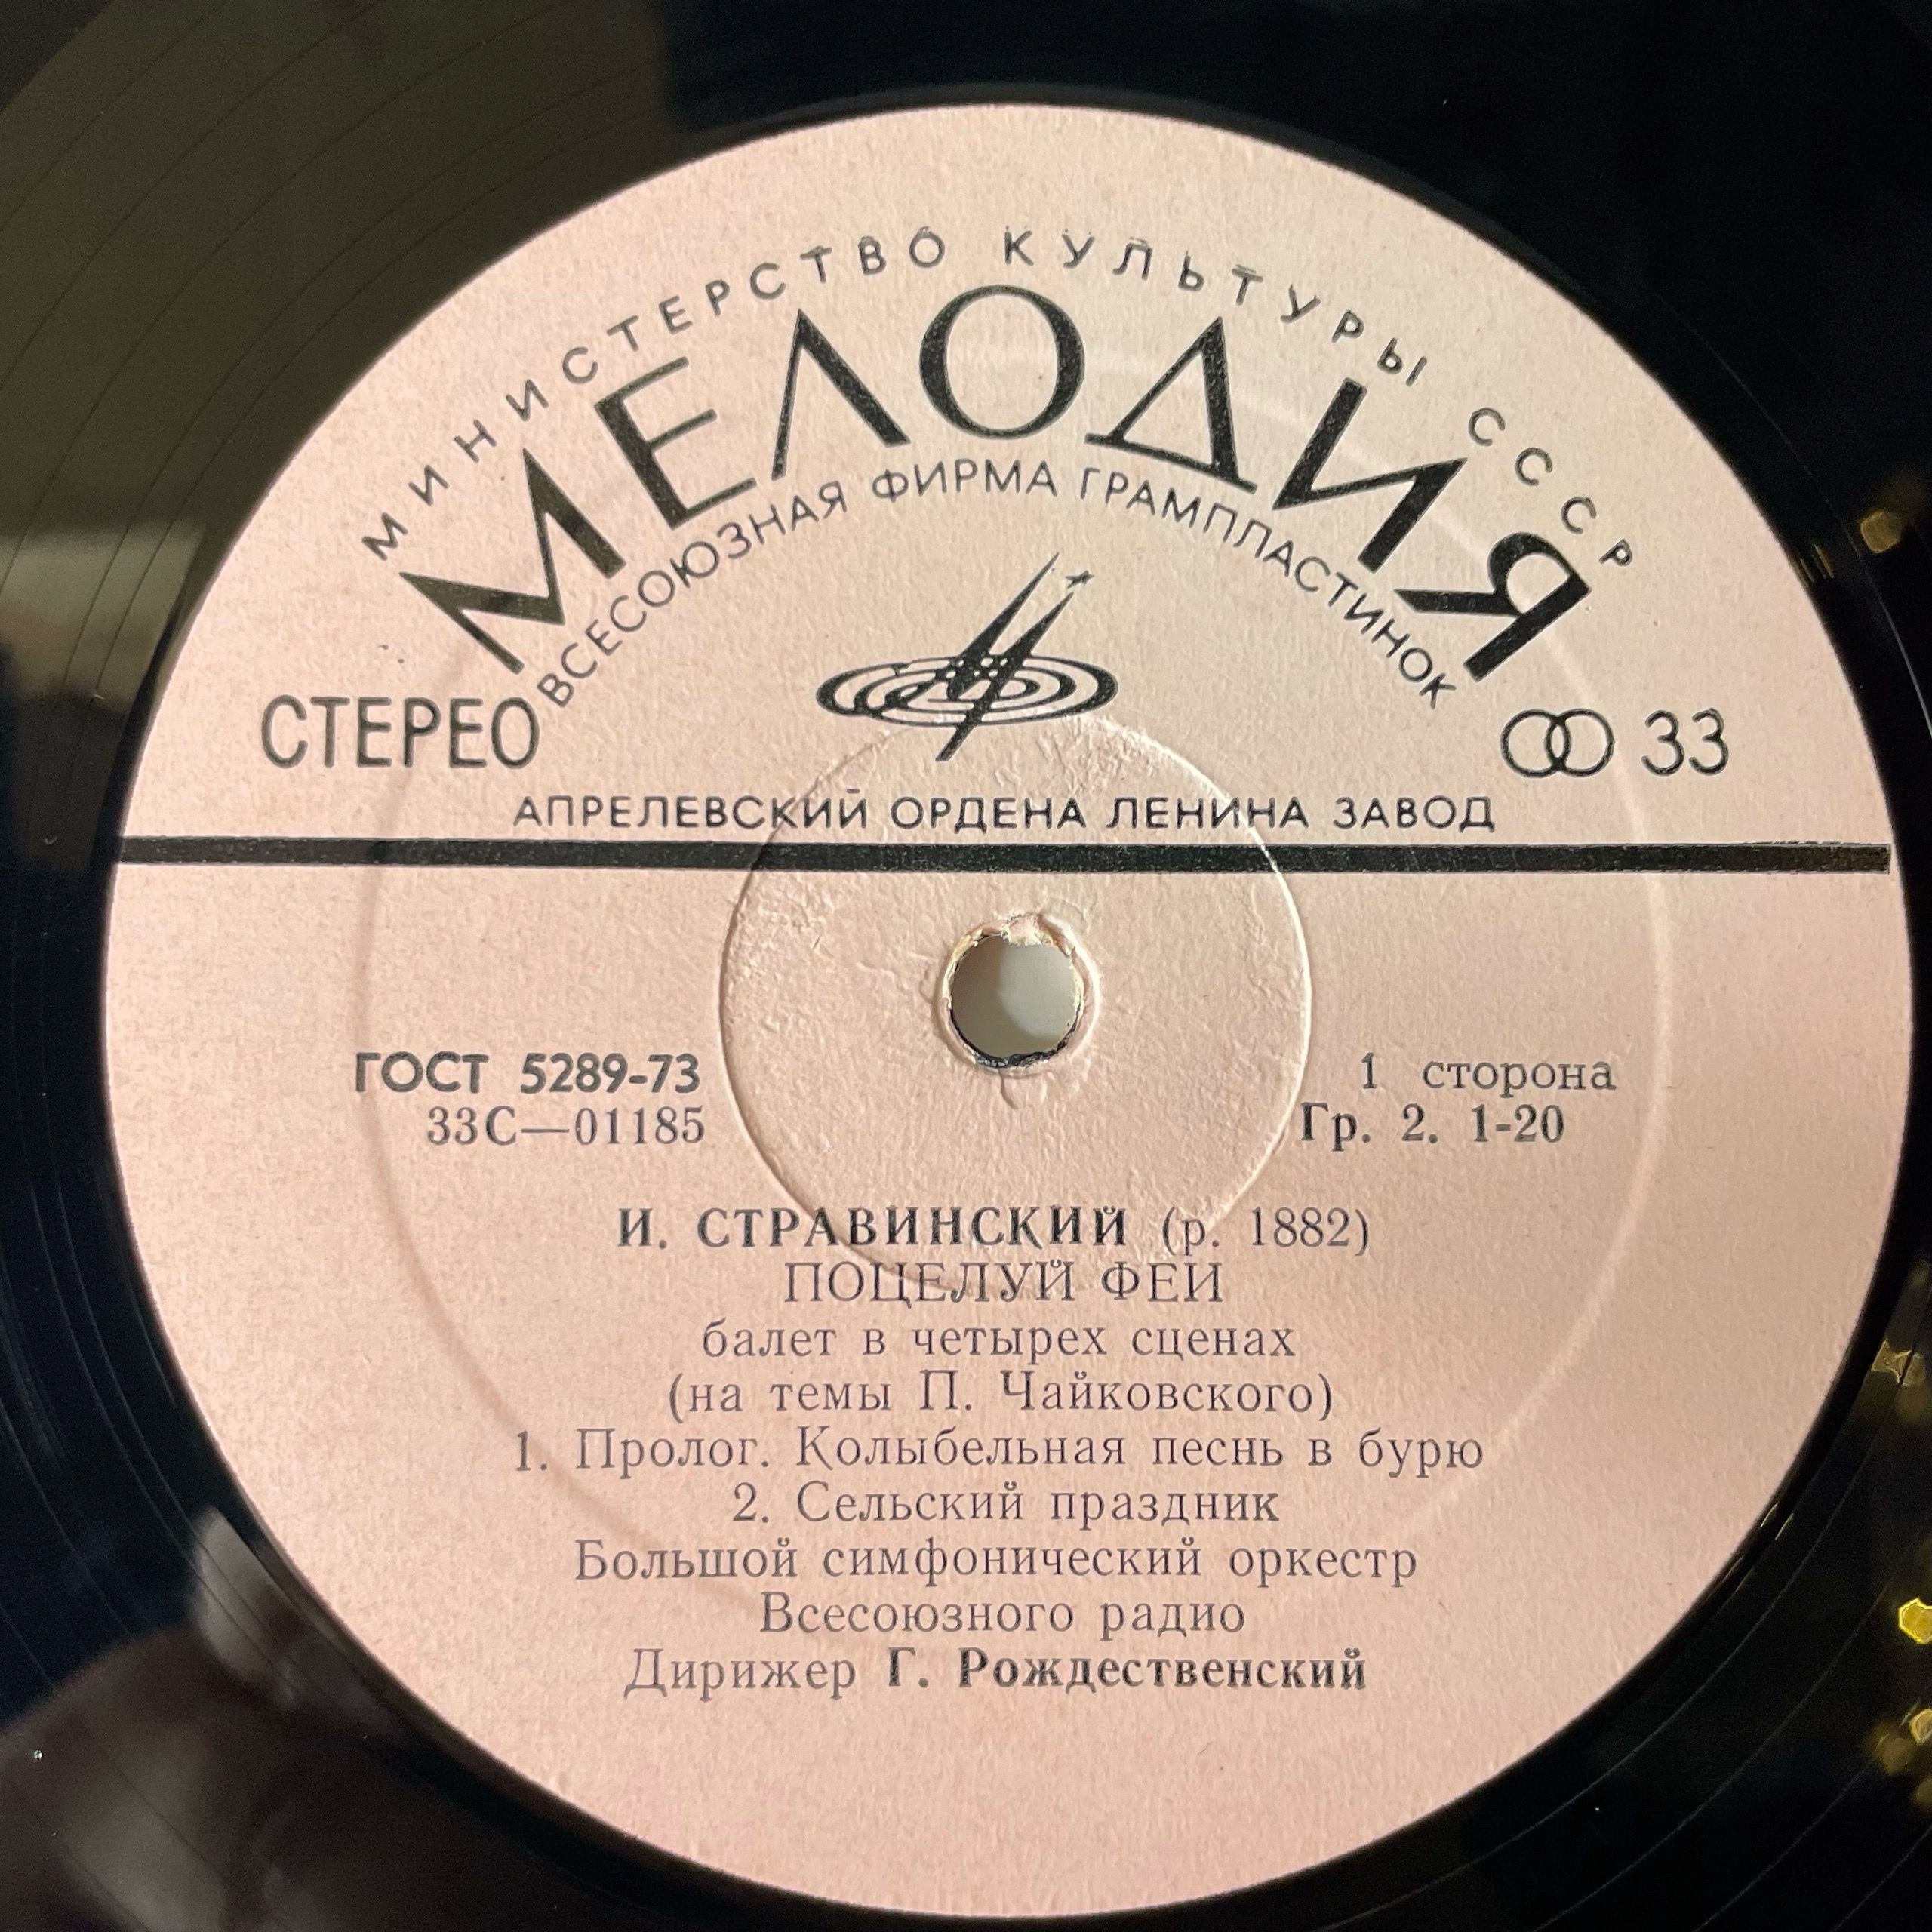 МИНИСТЕРСТВО КУЛЬТУРЫ СССР
МЕЛОДИЯ
ВСЕСОЮЗНАЯ ФИРМА ГРАМПЛАСТИНОК
СТЕРЕО
33
АПРЕЛЕВСКИЙ ОРДЕНА ЛЕНИНА ЗАВОД
ГОСТ 5289-73
1 сторона
33С—01185
Гр. 2. 1-20
И. СТРАВИНСКИЙ (р. 1882)
ПОЦЕЛУЙ ФЕИ
балет в четырех сценах
(на темы П. Чайковского)
1. Пролог. Колыбельная песнь в бурю
2. Сельский праздник
Большой симфонический оркестр
Всесоюзного радио
Дирижер Г. Рождественский